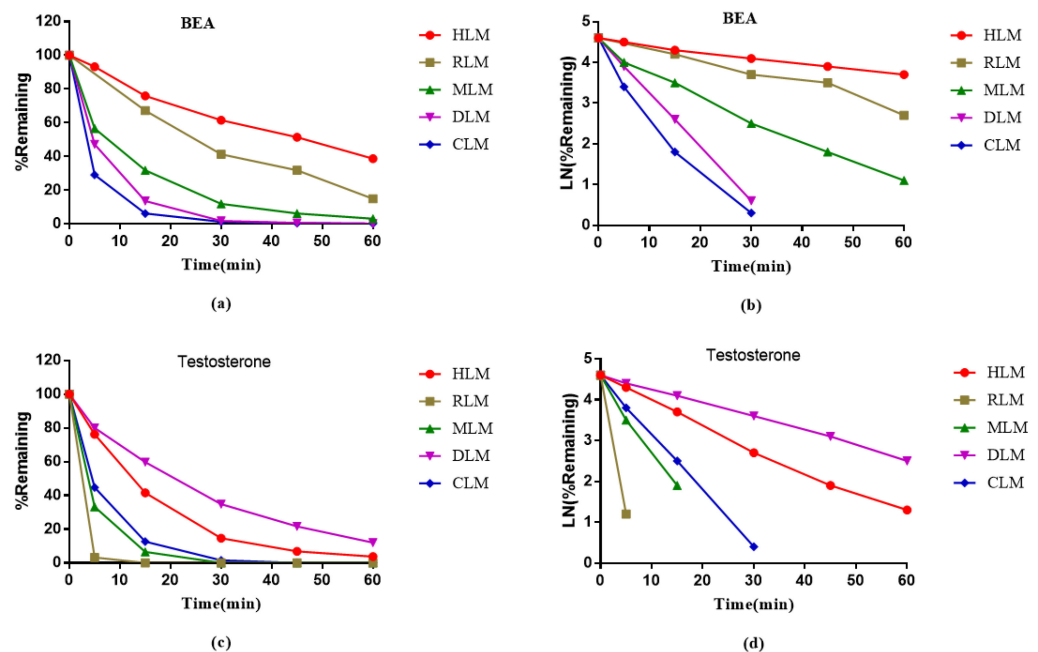 BEA
%Remaining
120
100
80
60
40
20
0
0 10 20 30 40 50 60
Time(min)
HLM
RLM
MLM
DLM
CLM
(a)
BEA
LN(%Remaining)
5
4
3
2
1
0
0 10 20 30 40 50 60
Time(min)
HLM
RLM
MLM
DLM
CLM
(b)
Testosterone
%Remaining
120
100
80
60
40
20
0
0 10 20 30 40 50 60
Time(min)
HLM
RLM
MLM
DLM
CLM
(c)
Testosterone
LN(%Remaining)
5
4
3
2
1
0
0 10 20 30 40 50 60
Time(min)
HLM
RLM
MLM
DLM
CLM
(d)